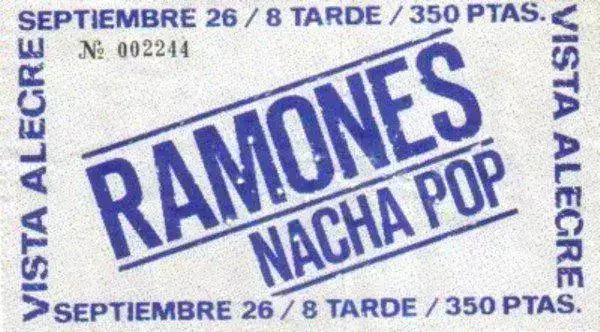 SEPTIEMBRE 26 / 8 TARDE / 350 PTAS.
Nº 002244
VISTA ALEGRE
RAMONES
NACHA POP
VISTA ALEGRE
SEPTIEMBRE 26 / 8 TARDE / 350 PTAS.